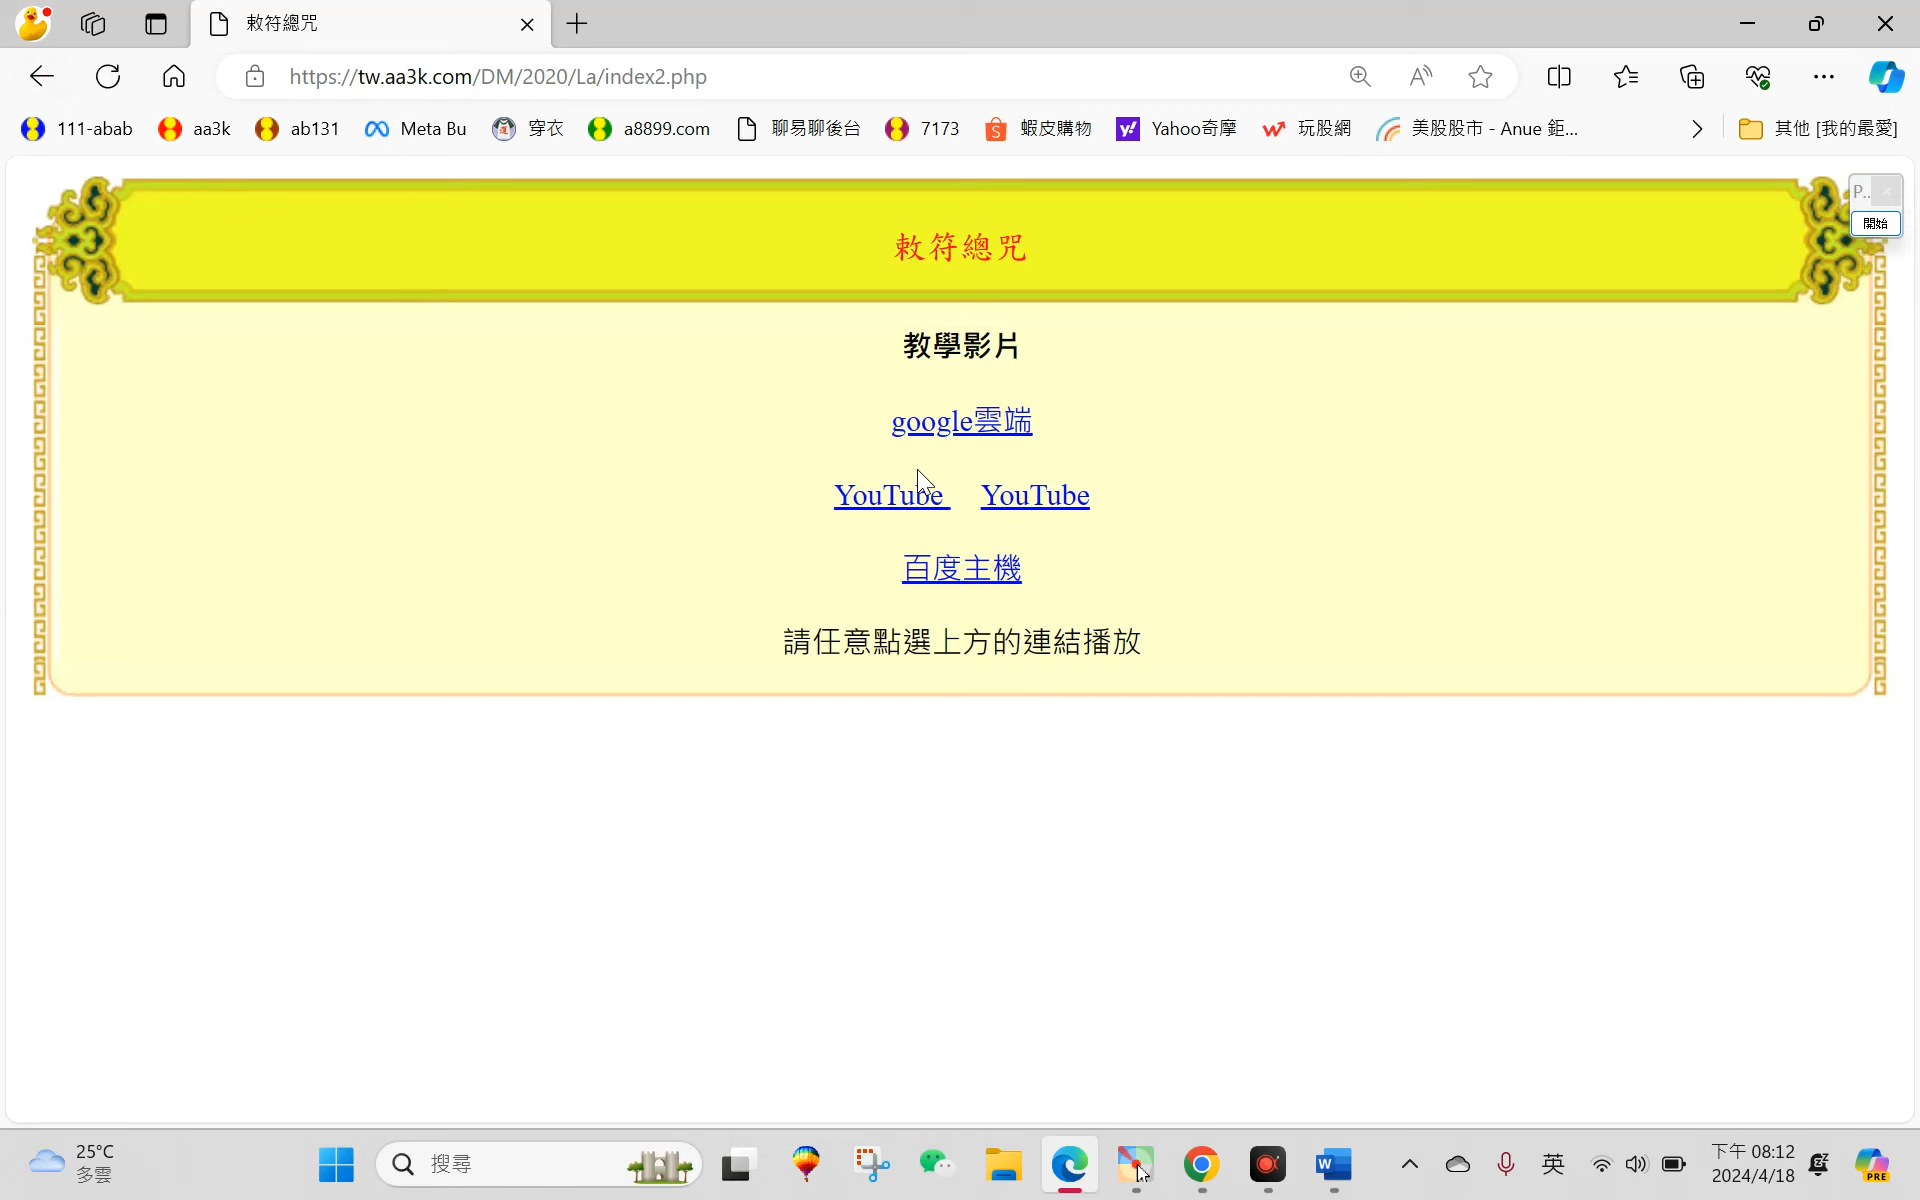 敕符總咒
https://tw.aa3k.com/DM/2020/La/index2.php
111-abab aa3k ab131 Meta Bu 穿衣 a8899.com 聊易聊後台 7173 蝦皮購物 Yahoo奇摩 玩股網 美股股市 - Anue 鉅... 其他 [我的最愛]
P..
開始
敕符總咒
教學影片
google雲端
YouTube YouTube
百度主機
請任意點選上方的連結播放
25°C
多雲
搜尋
英
下午 08:12
2024/4/18
PRE